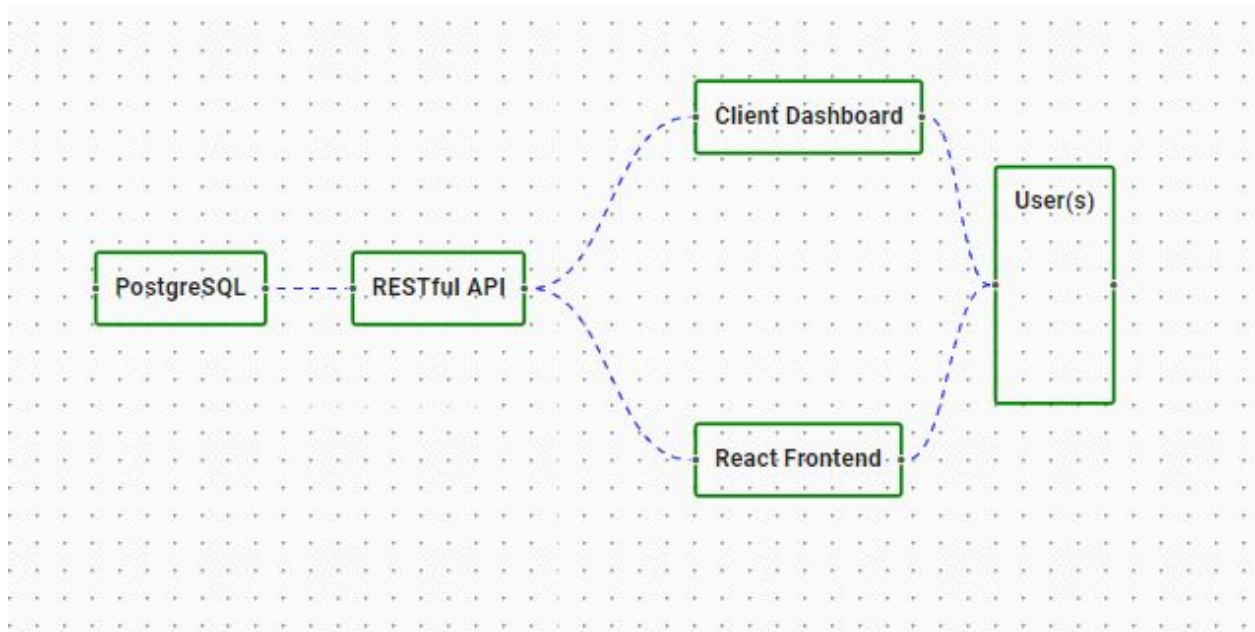 Client Dashboard
User(s)
PostgreSQL
RESTful API
React Frontend